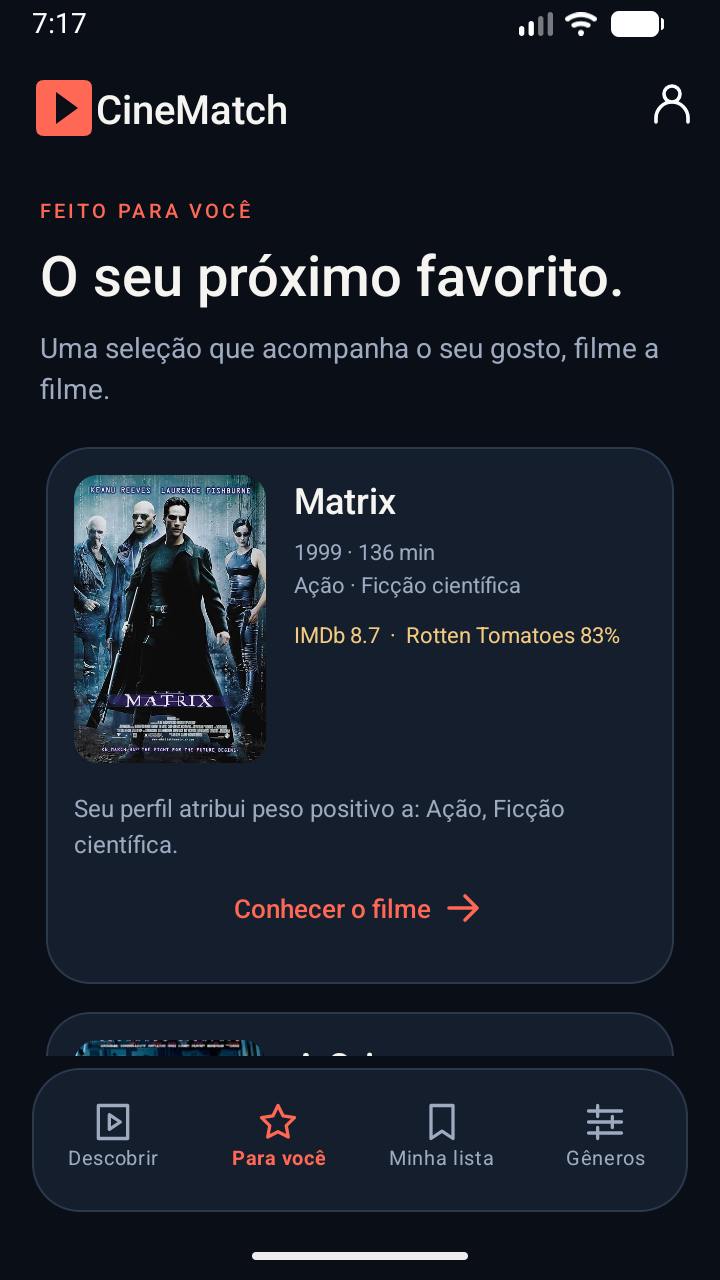 7:17
CineMatch
FEITO PARA VOCÊ
O seu próximo favorito.
Uma seleção que acompanha o seu gosto, filme a
filme.
KEANU REEVES LAURENCE FISHBURNE
THE
MATRIX
Matrix
1999 · 136 min
Ação · Ficção científica
IMDb 8.7 · Rotten Tomatoes 83%
Seu perfil atribui peso positivo a: Ação, Ficção
científica.
Conhecer o filme
Descobrir
Para você
Minha lista
Gêneros